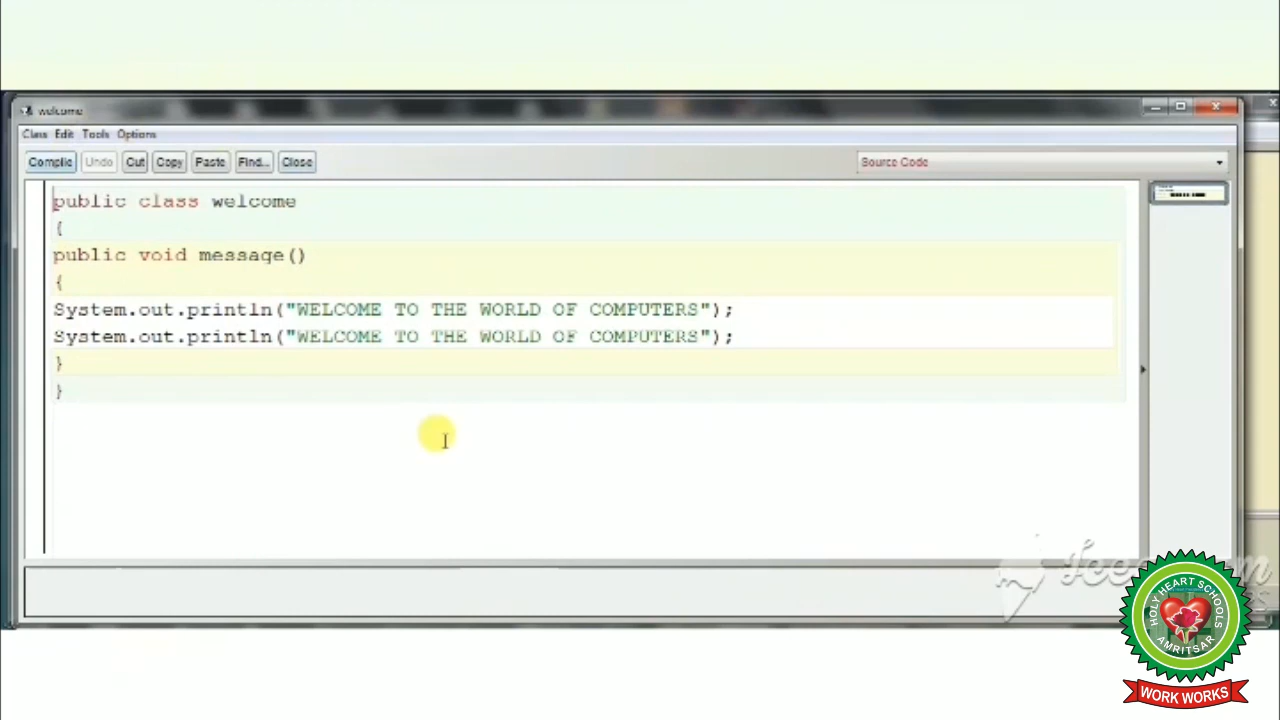 welcome
Class Edit Tools Options
Compile Undo Cut Copy Paste Find... Close Source Code
public class welcome
{
public void message()
{
System.out.println("WELCOME TO THE WORLD OF COMPUTERS");
System.out.println("WELCOME TO THE WORLD OF COMPUTERS");
}
}
HOLY HEART SCHOOLS
AMRITSAR
WORK WORKS